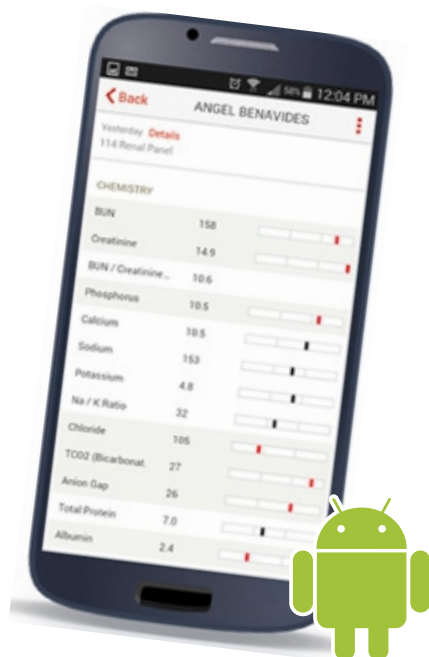 58% 12:04 PM
Back ANGEL BENAVIDES
Yesterday Details
114 Renal Panel
CHEMISTRY
BUN 158
Creatinine 14.9
BUN / Creatinine... 10.6
Phosphorus 10.5
Calcium 10.5
Sodium 153
Potassium 4.8
Na / K Ratio 32
Chloride 105
TCO2 (Bicarbonat. 27
Anion Gap 26
Total Protein 7.0
Albumin 2.4